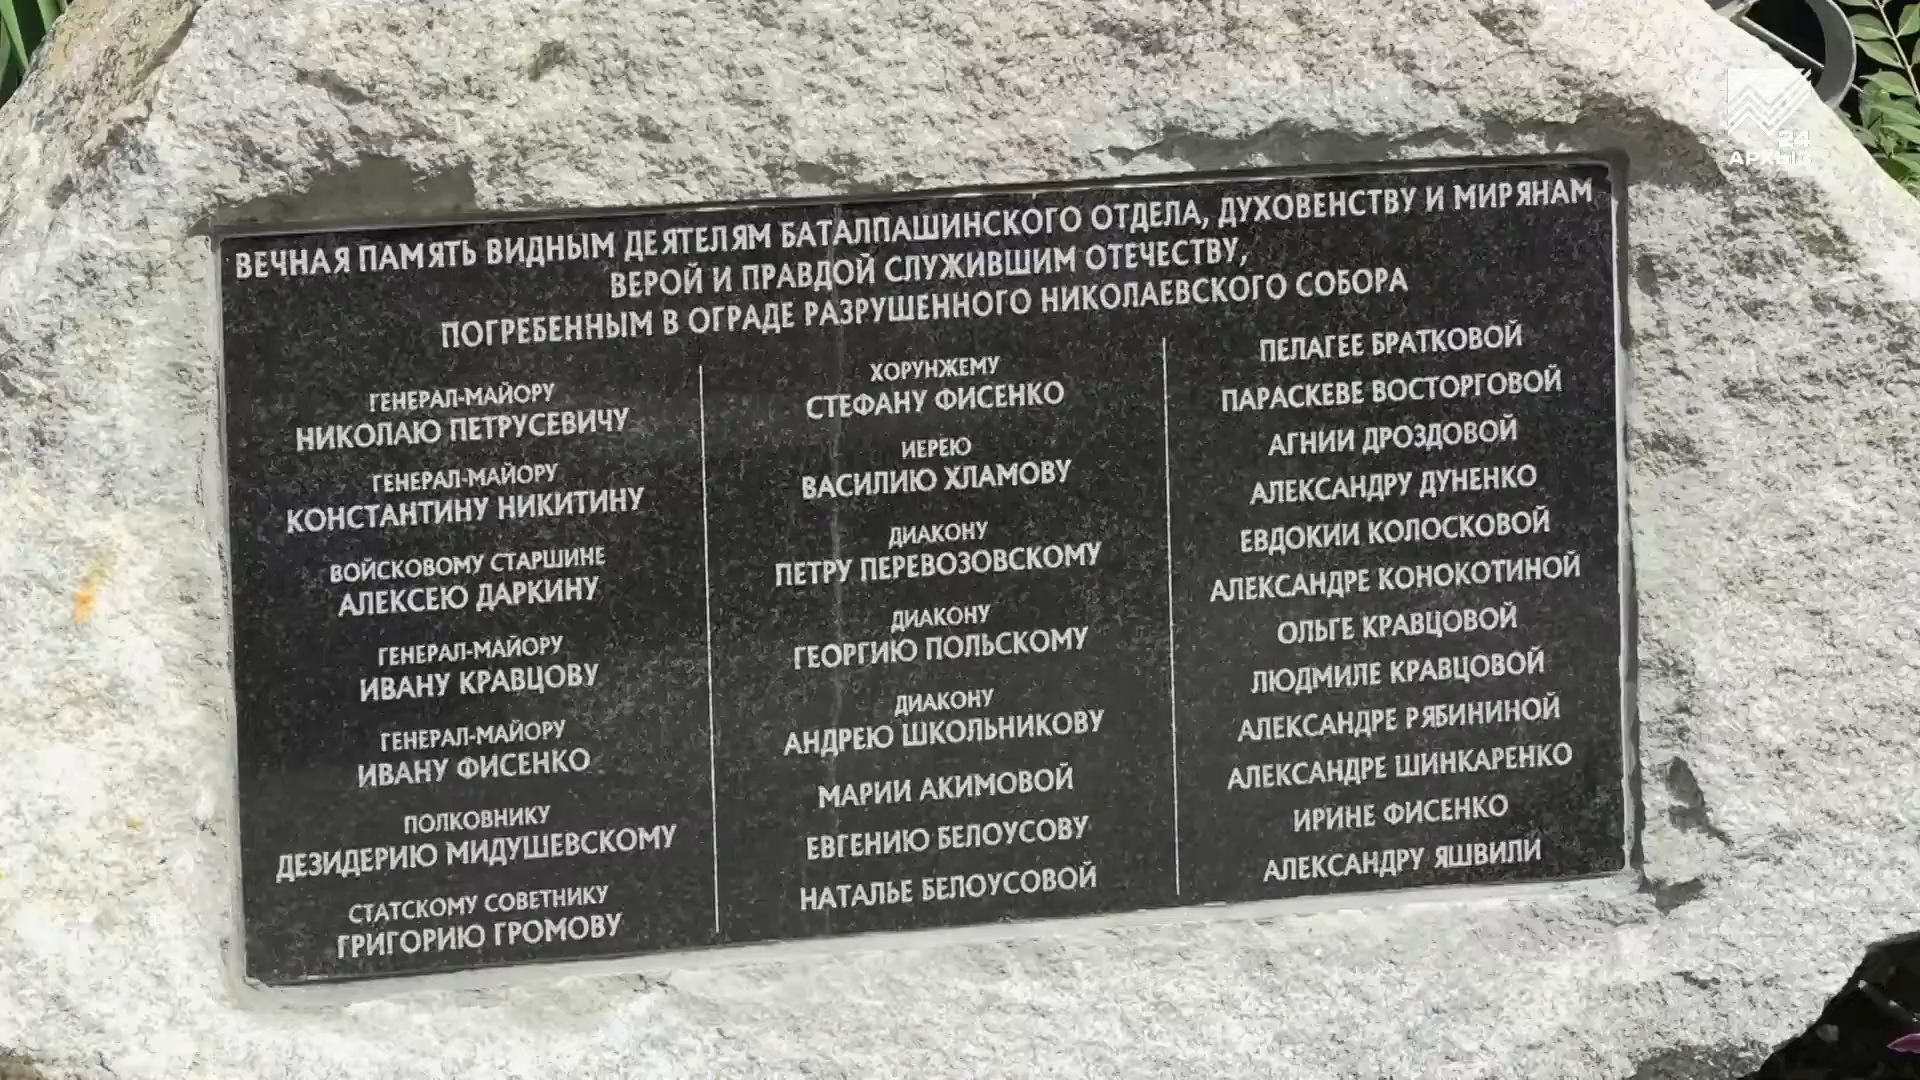 ВЕЧНАЯ ПАМЯТЬ ВИДНЫМ ДЕЯТЕЛЯМ БАТАЛПАШИНСКОГО ОТДЕЛА, ДУХОВЕНСТВУ И МИРЯНАМ
ВЕРОЙ И ПРАВДОЙ СЛУЖИВШИМ ОТЕЧЕСТВУ,
ПОГРЕБЕННЫМ В ОГРАДЕ РАЗРУШЕННОГО НИКОЛАЕВСКОГО СОБОРА
ГЕНЕРАЛ-МАЙОРУ
НИКОЛАЮ ПЕТРУСЕВИЧУ
ГЕНЕРАЛ-МАЙОРУ
КОНСТАНТИНУ НИКИТИНУ
ВОЙСКОВОМУ СТАРШИНЕ
АЛЕКСЕЮ ДАРКИНУ
ГЕНЕРАЛ-МАЙОРУ
ИВАНУ КРАВЦОВУ
ГЕНЕРАЛ-МАЙОРУ
ИВАНУ ФИСЕНКО
ПОЛКОВНИКУ
ДЕЗИДЕРИЮ МИДУШЕВСКОМУ
СТАТСКОМУ СОВЕТНИКУ
ГРИГОРИЮ ГРОМОВУ
ХОРУНЖЕМУ
СТЕФАНУ ФИСЕНКО
ИЕРЕЮ
ВАСИЛИЮ ХЛАМОВУ
ДИАКОНУ
ПЕТРУ ПЕРЕВОЗОВСКОМУ
ДИАКОНУ
ГЕОРГИЮ ПОЛЬСКОМУ
ДИАКОНУ
АНДРЕЮ ШКОЛЬНИКОВУ
МАРИИ АКИМОВОЙ
ЕВГЕНИЮ БЕЛОУСОВУ
НАТАЛЬЕ БЕЛОУСОВОЙ
ПЕЛАГЕЕ БРАТКОВОЙ
ПАРАСКЕВЕ ВОСТОРГОВОЙ
АГНИИ ДРОЗДОВОЙ
АЛЕКСАНДРУ ДУНЕНКО
ЕВДОКИИ КОЛОСКОВОЙ
АЛЕКСАНДРЕ КОНОКОТИНОЙ
ОЛЬГЕ КРАВЦОВОЙ
ЛЮДМИЛЕ КРАВЦОВОЙ
АЛЕКСАНДРЕ РЯБИНИНОЙ
АЛЕКСАНДРЕ ШИНКАРЕНКО
ИРИНЕ ФИСЕНКО
АЛЕКСАНДРУ ЯШВИЛИ
24
АРХЫЗ